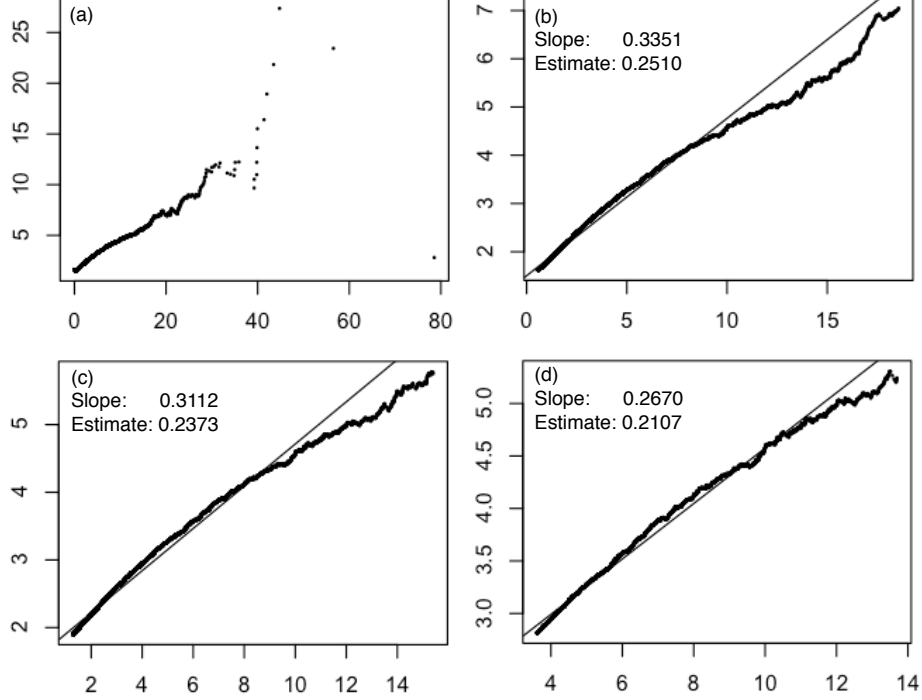 (a)
25
20
15
10
5
0 20 40 60 80
(b)
Slope: 0.3351
Estimate: 0.2510
7
6
5
4
3
2
0 5 10 15
(c)
Slope: 0.3112
Estimate: 0.2373
5
4
3
2
2 4 6 8 10 12 14
(d)
Slope: 0.2670
Estimate: 0.2107
5.0
4.5
4.0
3.5
3.0
4 6 8 10 12 14